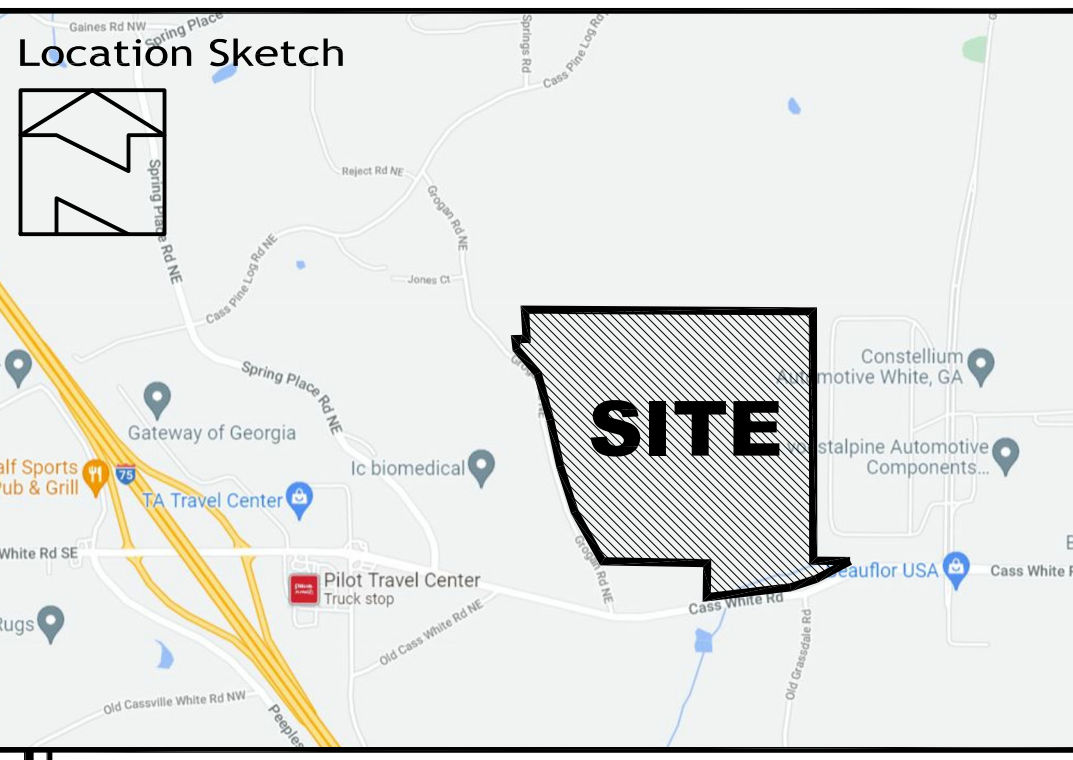 Gaines Rd NW
Spring Place
Location Sketch
Springs Rd
Cass Pine Log Rd
Reject Rd NE
Spring Place Rd NE
Grogan Rd NE
Cass Pine Log Rd NE
Jones Ct
Constellium
Automotive White, GA
Spring Place Rd NE
SITE
Gateway of Georgia
alf Sports
Pub & Grill
75
Ic biomedical
voestalpine Automotive
Components...
TA Travel Center
White Rd SE
Grogan Rd NE
Beauflor USA
Cass White R
Pilot Travel Center
Truck stop
Cass White Rd
Old Cass White Rd NE
Rugs
Old Grassdale Rd
Old Cassville White Rd NW
Peeples